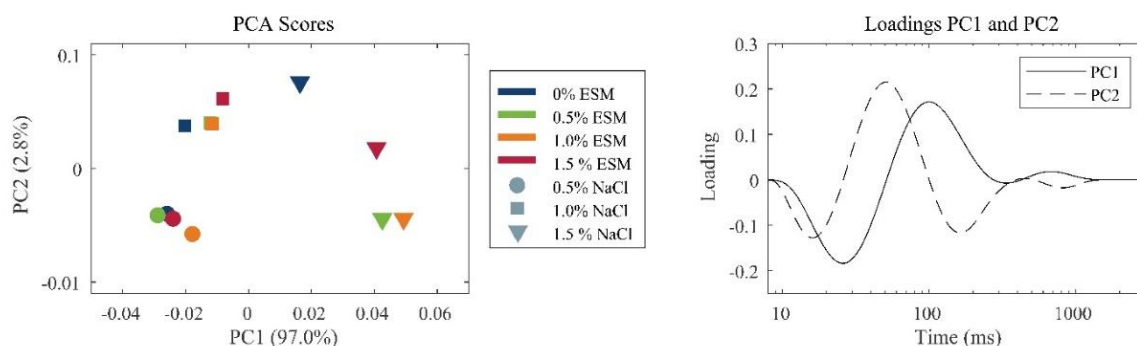 PCA Scores
0.1
0
-0.01
PC2 (2.8%)
-0.04 -0.02 0 0.02 0.04 0.06
PC1 (97.0%)
0% ESM
0.5% ESM
1.0% ESM
1.5 % ESM
0.5% NaCl
1.0% NaCl
1.5 % NaCl
Loadings PC1 and PC2
0.3
0.2
0.1
0
-0.1
-0.2
Loading
PC1
PC2
10 100 1000
Time (ms)